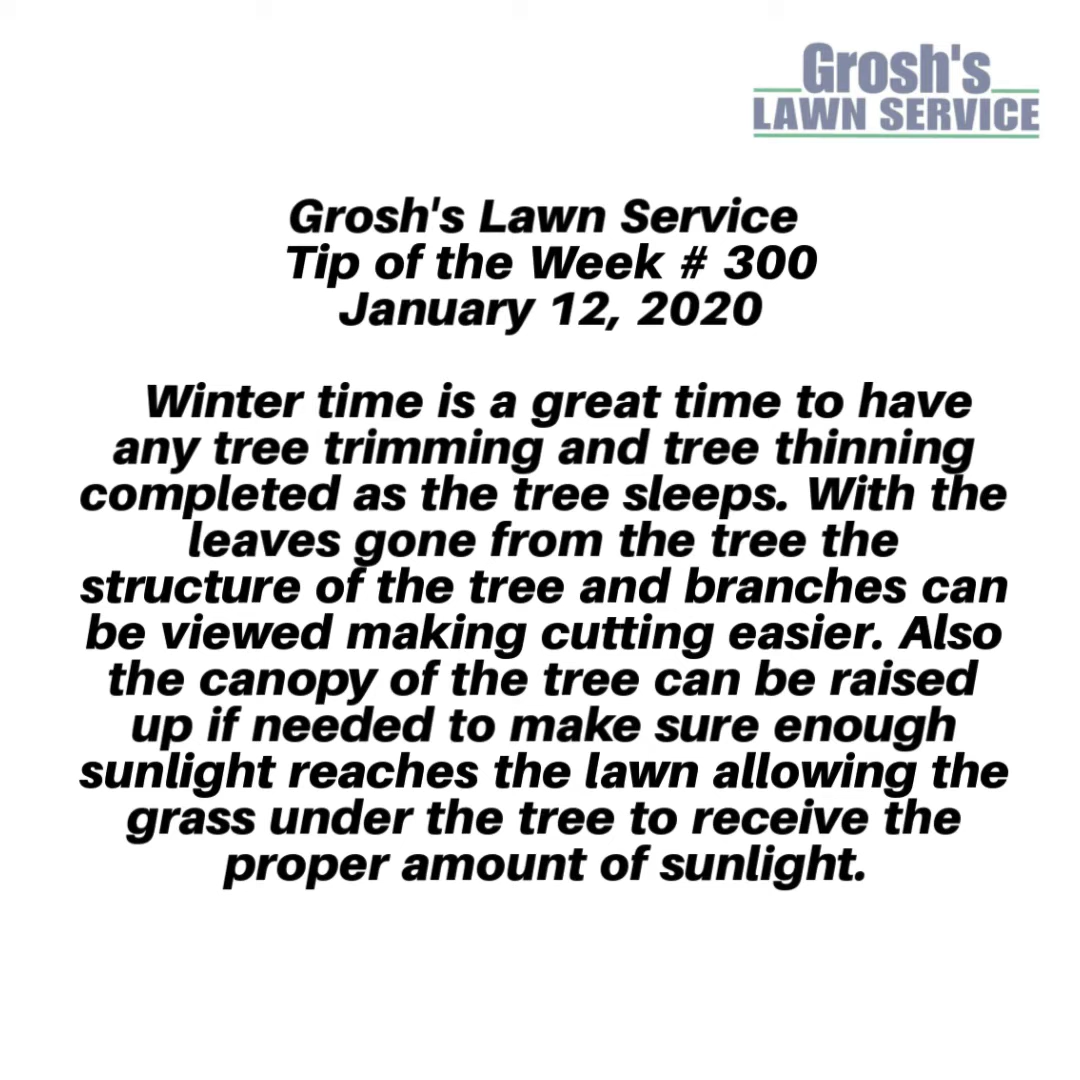 Grosh's
LAWN SERVICE
Grosh's Lawn Service
Tip of the Week # 300
January 12, 2020
Winter time is a great time to have
any tree trimming and tree thinning
completed as the tree sleeps. With the
leaves gone from the tree the
structure of the tree and branches can
be viewed making cutting easier. Also
the canopy of the tree can be raised
up if needed to make sure enough
sunlight reaches the lawn allowing the
grass under the tree to receive the
proper amount of sunlight.